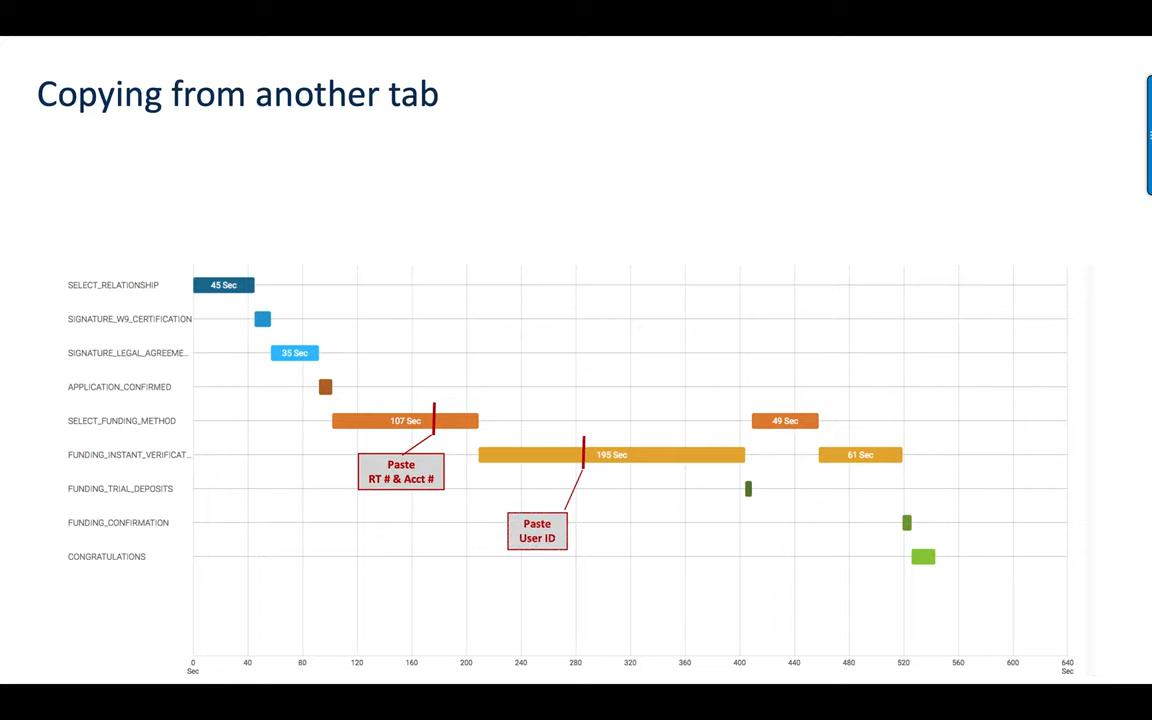 Copying from another tab
SELECT_RELATIONSHIP
45 Sec
SIGNATURE_W9_CERTIFICATION
SIGNATURE_LEGAL_AGREEME...
35 Sec
APPLICATION_CONFIRMED
SELECT_FUNDING_METHOD
107 Sec
49 Sec
FUNDING_INSTANT_VERIFICAT...
195 Sec
61 Sec
Paste
RT # & Acct #
FUNDING_TRIAL_DEPOSITS
FUNDING_CONFIRMATION
Paste
User ID
CONGRATULATIONS
0 40 80 120 160 200 240 280 320 360 400 440 480 520 560 600 640
Sec Sec